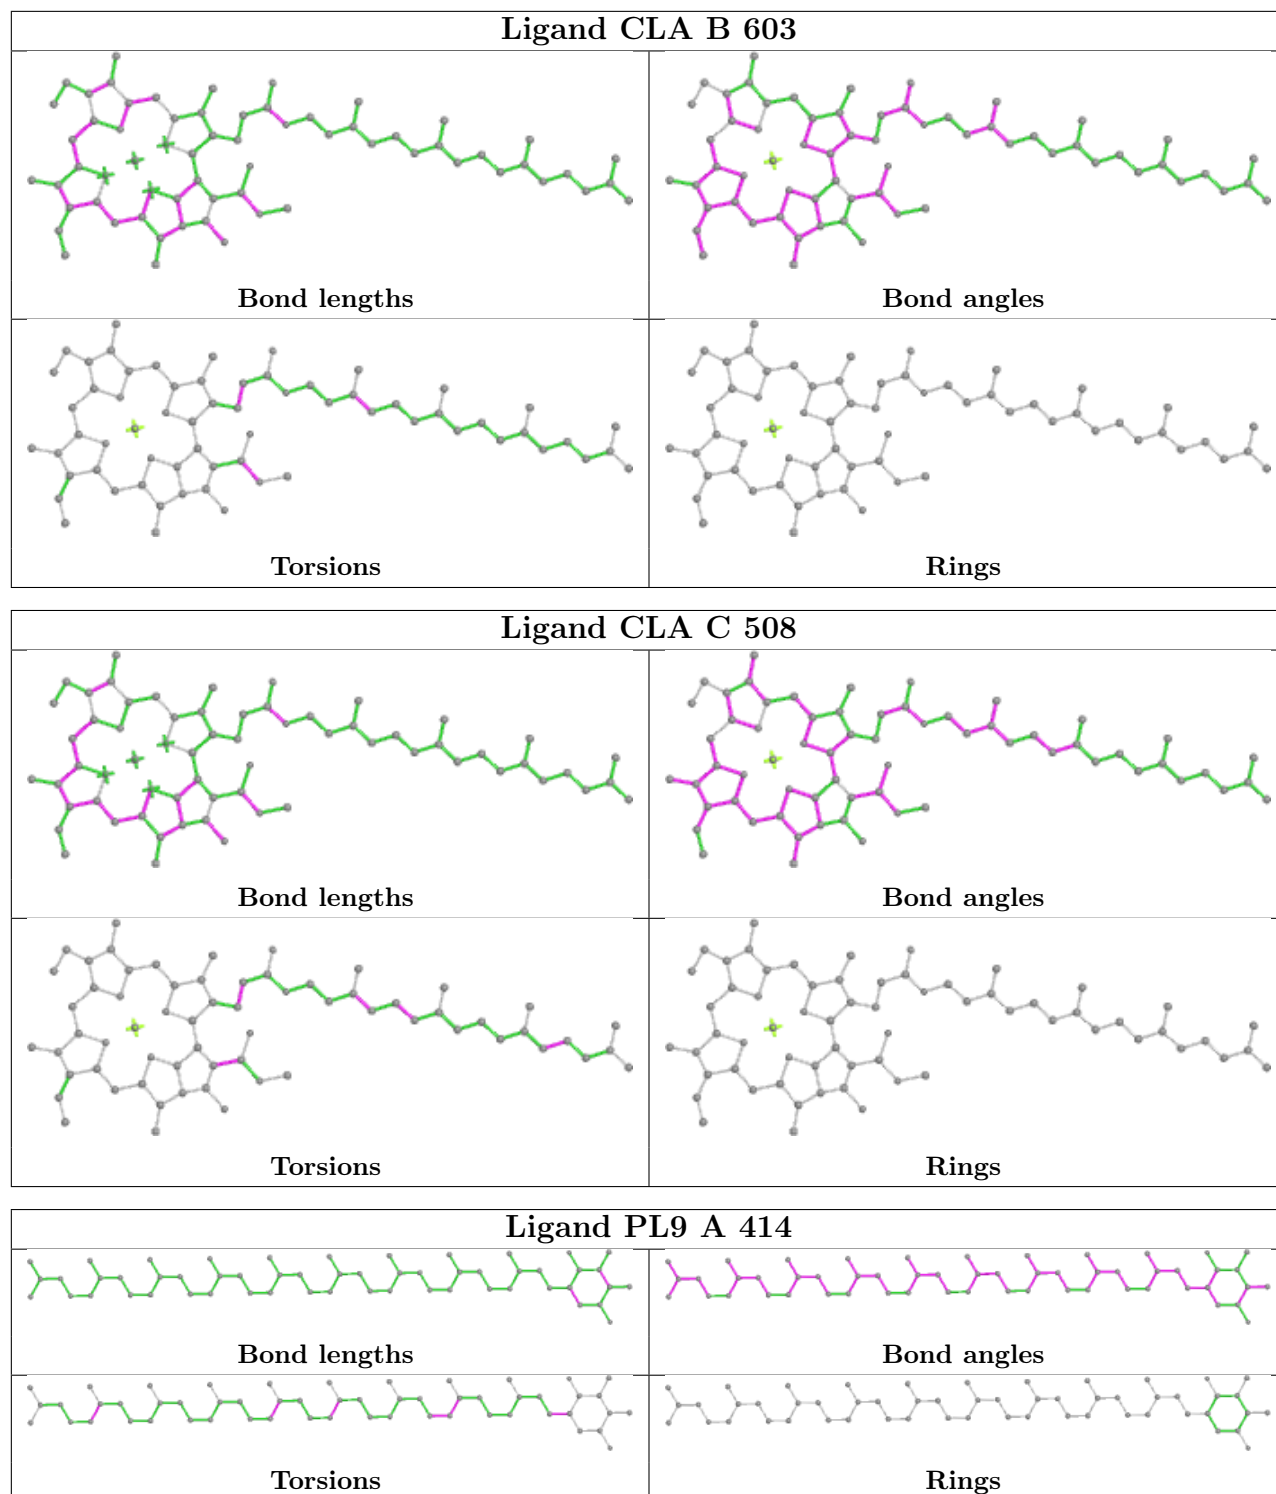 Ligand CLA B 603
Bond lengths
Bond angles
Torsions
Rings
Ligand CLA C 508
Bond lengths
Bond angles
Torsions
Rings
Ligand PL9 A 414
Bond lengths
Bond angles
Torsions
Rings